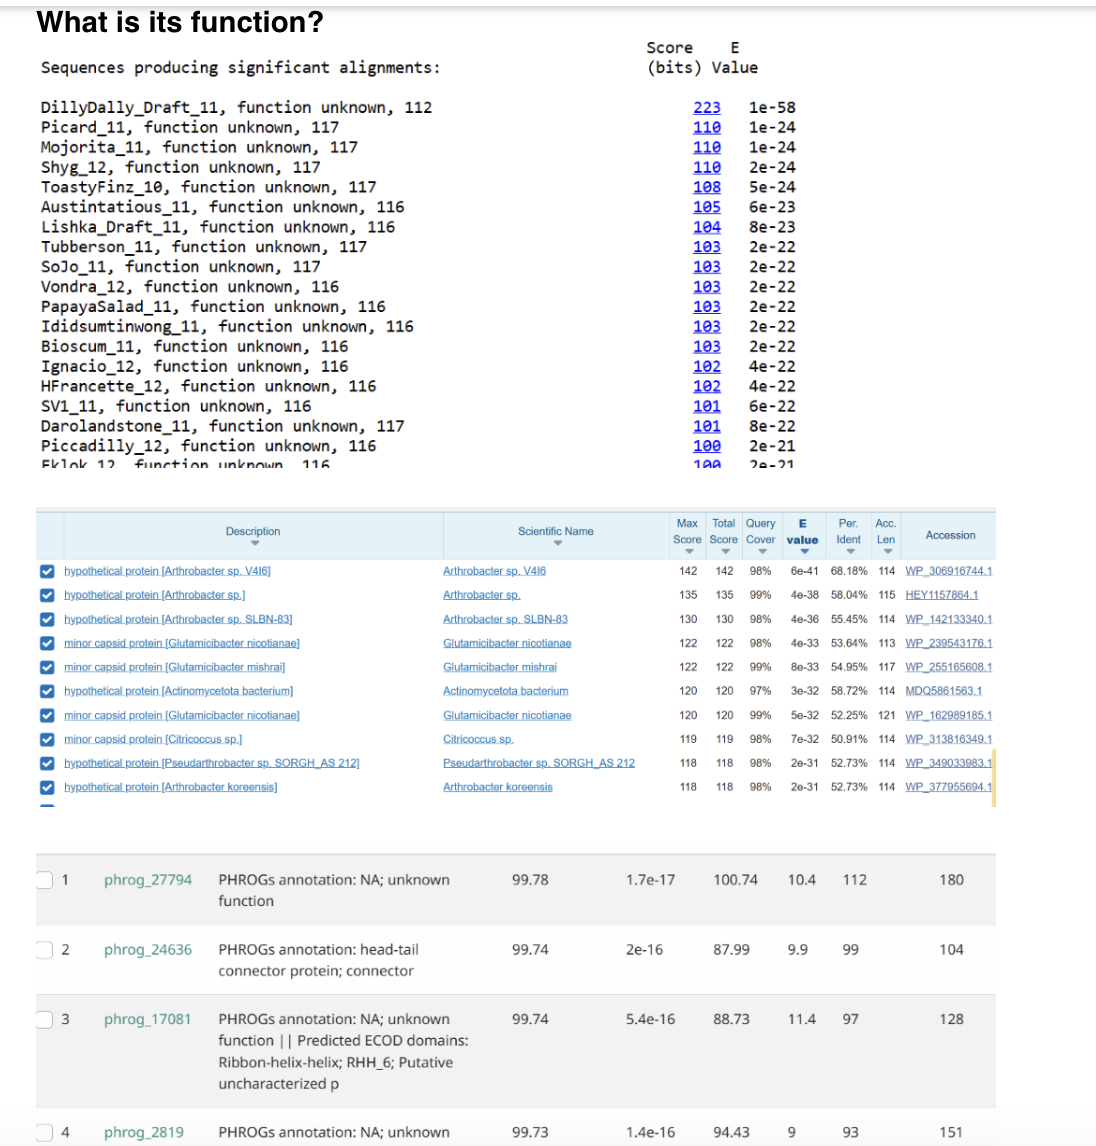 What is its function?
Score E
Sequences producing significant alignments: (bits) Value
DillyDally_Draft_11, function unknown, 112 223 1e-58
Picard_11, function unknown, 117 110 1e-24
Mojorita_11, function unknown, 117 110 1e-24
Shyg_12, function unknown, 117 110 2e-24
ToastyFinz_10, function unknown, 117 108 5e-24
Austintatious_11, function unknown, 116 105 6e-23
Lishka_Draft_11, function unknown, 116 104 8e-23
Tubberson_11, function unknown, 117 103 2e-22
SoJo_11, function unknown, 117 103 2e-22
Vondra_12, function unknown, 116 103 2e-22
PapayaSalad_11, function unknown, 116 103 2e-22
Ididsumtinwong_11, function unknown, 116 103 2e-22
Bioscum_11, function unknown, 116 103 2e-22
Ignacio_12, function unknown, 116 102 4e-22
HFrancette_12, function unknown, 116 102 4e-22
SV1_11, function unknown, 116 101 6e-22
Darolandstone_11, function unknown, 117 101 8e-22
Piccadilly_12, function unknown, 116 100 2e-21
Eklok_12, function unknown, 116 100 2e-21
Description Scientific Name Max Score Total Score Query Cover E value Per. Ident Acc. Len Accession
hypothetical protein [Arthrobacter sp. V4I6] Arthrobacter sp. V4I6 142 142 98% 6e-41 68.18% 114 WP_306916744.1
hypothetical protein [Arthrobacter sp.] Arthrobacter sp. 135 135 99% 4e-38 58.04% 115 HEY1157864.1
hypothetical protein [Arthrobacter sp. SLBN-83] Arthrobacter sp. SLBN-83 130 130 98% 4e-36 55.45% 114 WP_142133340.1
minor capsid protein [Glutamicibacter nicotianae] Glutamicibacter nicotianae 122 122 98% 4e-33 53.64% 113 WP_239543176.1
minor capsid protein [Glutamicibacter mishrai] Glutamicibacter mishrai 122 122 99% 8e-33 54.95% 117 WP_255165608.1
hypothetical protein [Actinomycetota bacterium] Actinomycetota bacterium 120 120 97% 3e-32 58.72% 114 MDQ5861563.1
minor capsid protein [Glutamicibacter nicotianae] Glutamicibacter nicotianae 120 120 99% 5e-32 52.25% 121 WP_162989185.1
minor capsid protein [Citricoccus sp.] Citricoccus sp. 119 119 98% 7e-32 50.91% 114 WP_313816349.1
hypothetical protein [Pseudarthrobacter sp. SORGH_AS 212] Pseudarthrobacter sp. SORGH_AS 212 118 118 98% 2e-31 52.73% 114 WP_349033983.1
hypothetical protein [Arthrobacter koreensis] Arthrobacter koreensis 118 118 98% 2e-31 52.73% 114 WP_377955694.1
1 phrog_27794 PHROGs annotation: NA; unknown 99.78 1.7e-17 100.74 10.4 112 180
function
2 phrog_24636 PHROGs annotation: head-tail 99.74 2e-16 87.99 9.9 99 104
connector protein; connector
3 phrog_17081 PHROGs annotation: NA; unknown 99.74 5.4e-16 88.73 11.4 97 128
function || Predicted ECOD domains:
Ribbon-helix-helix; RHH_6; Putative
uncharacterized p
4 phrog_2819 PHROGs annotation: NA; unknown 99.73 1.4e-16 94.43 9 93 151